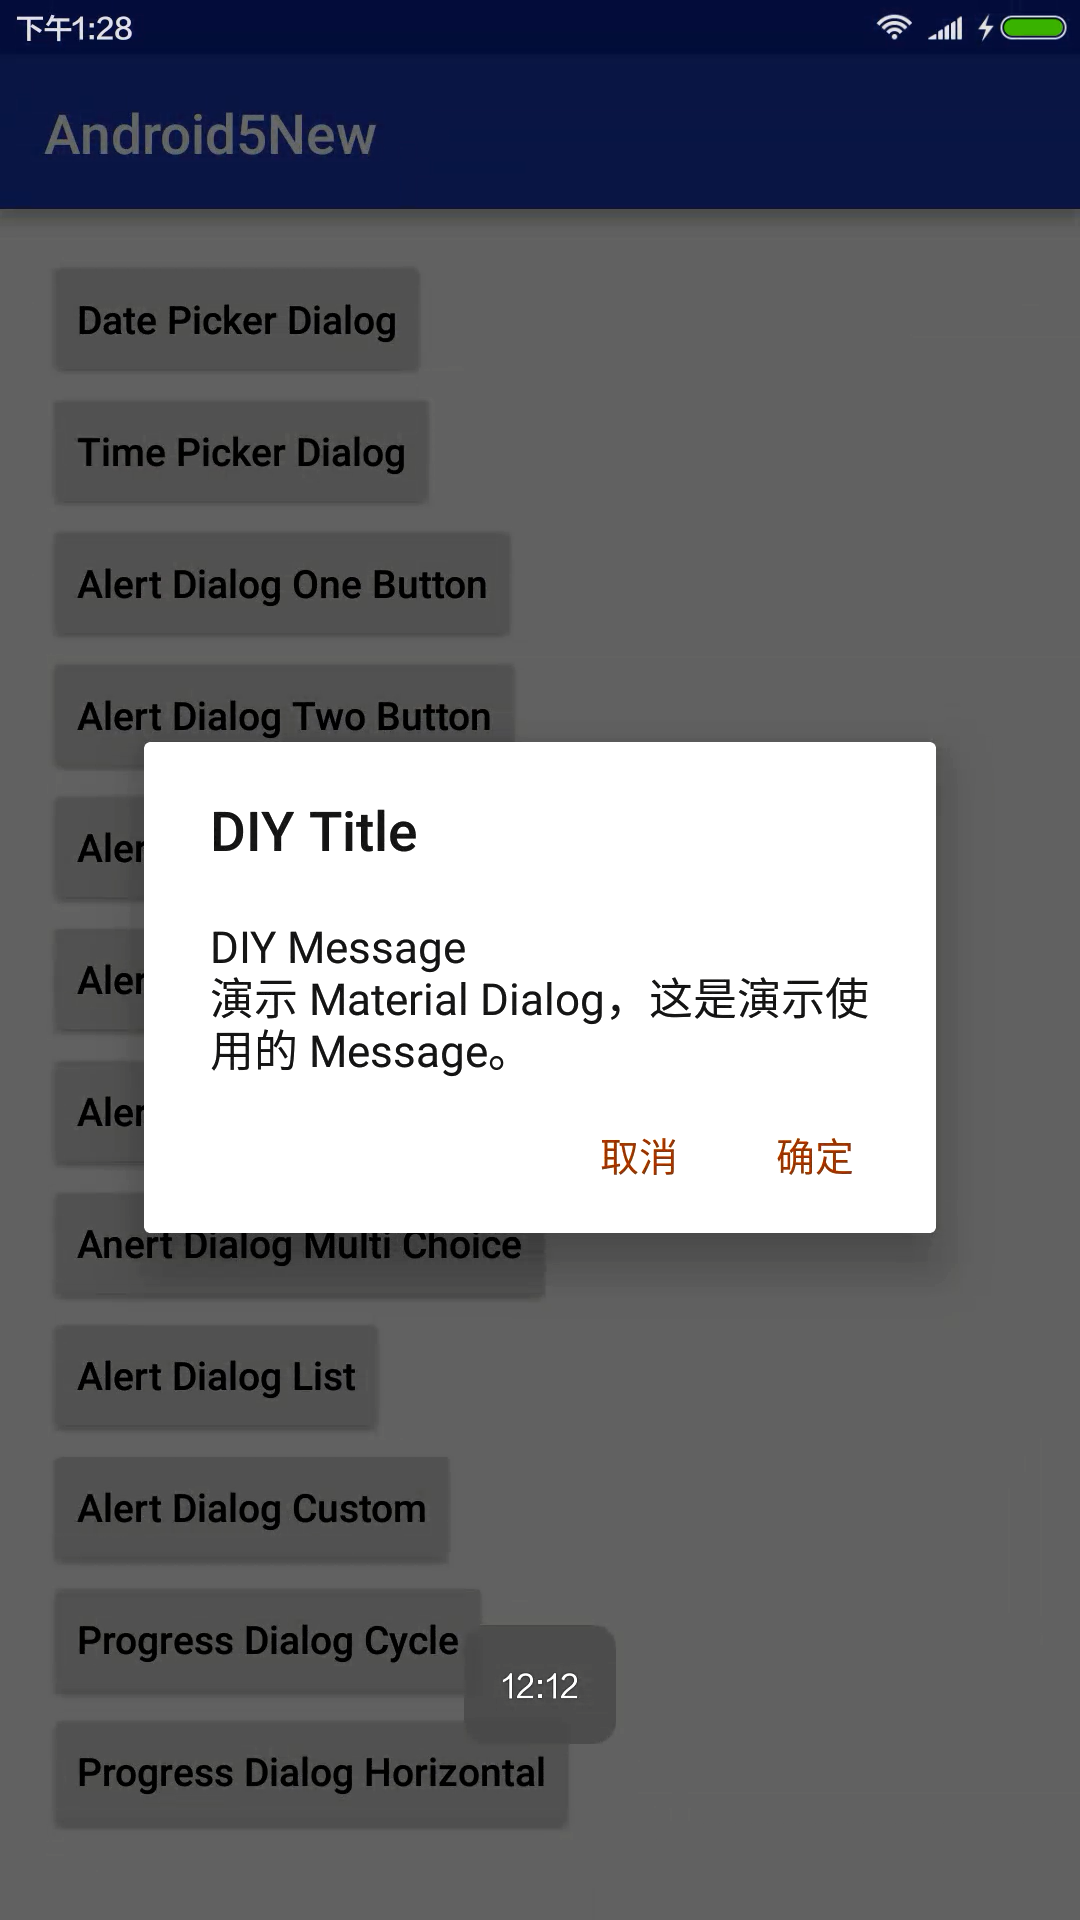 下午1:28
Android5New
Date Picker Dialog
Time Picker Dialog
Alert Dialog One Button
Alert Dialog Two Button
DIY Title
DIY Message
演示 Material Dialog，这是演示使
用的 Message。
取消 确定
Anert Dialog Multi Choice
Alert Dialog List
Alert Dialog Custom
Progress Dialog Cycle
12:12
Progress Dialog Horizontal